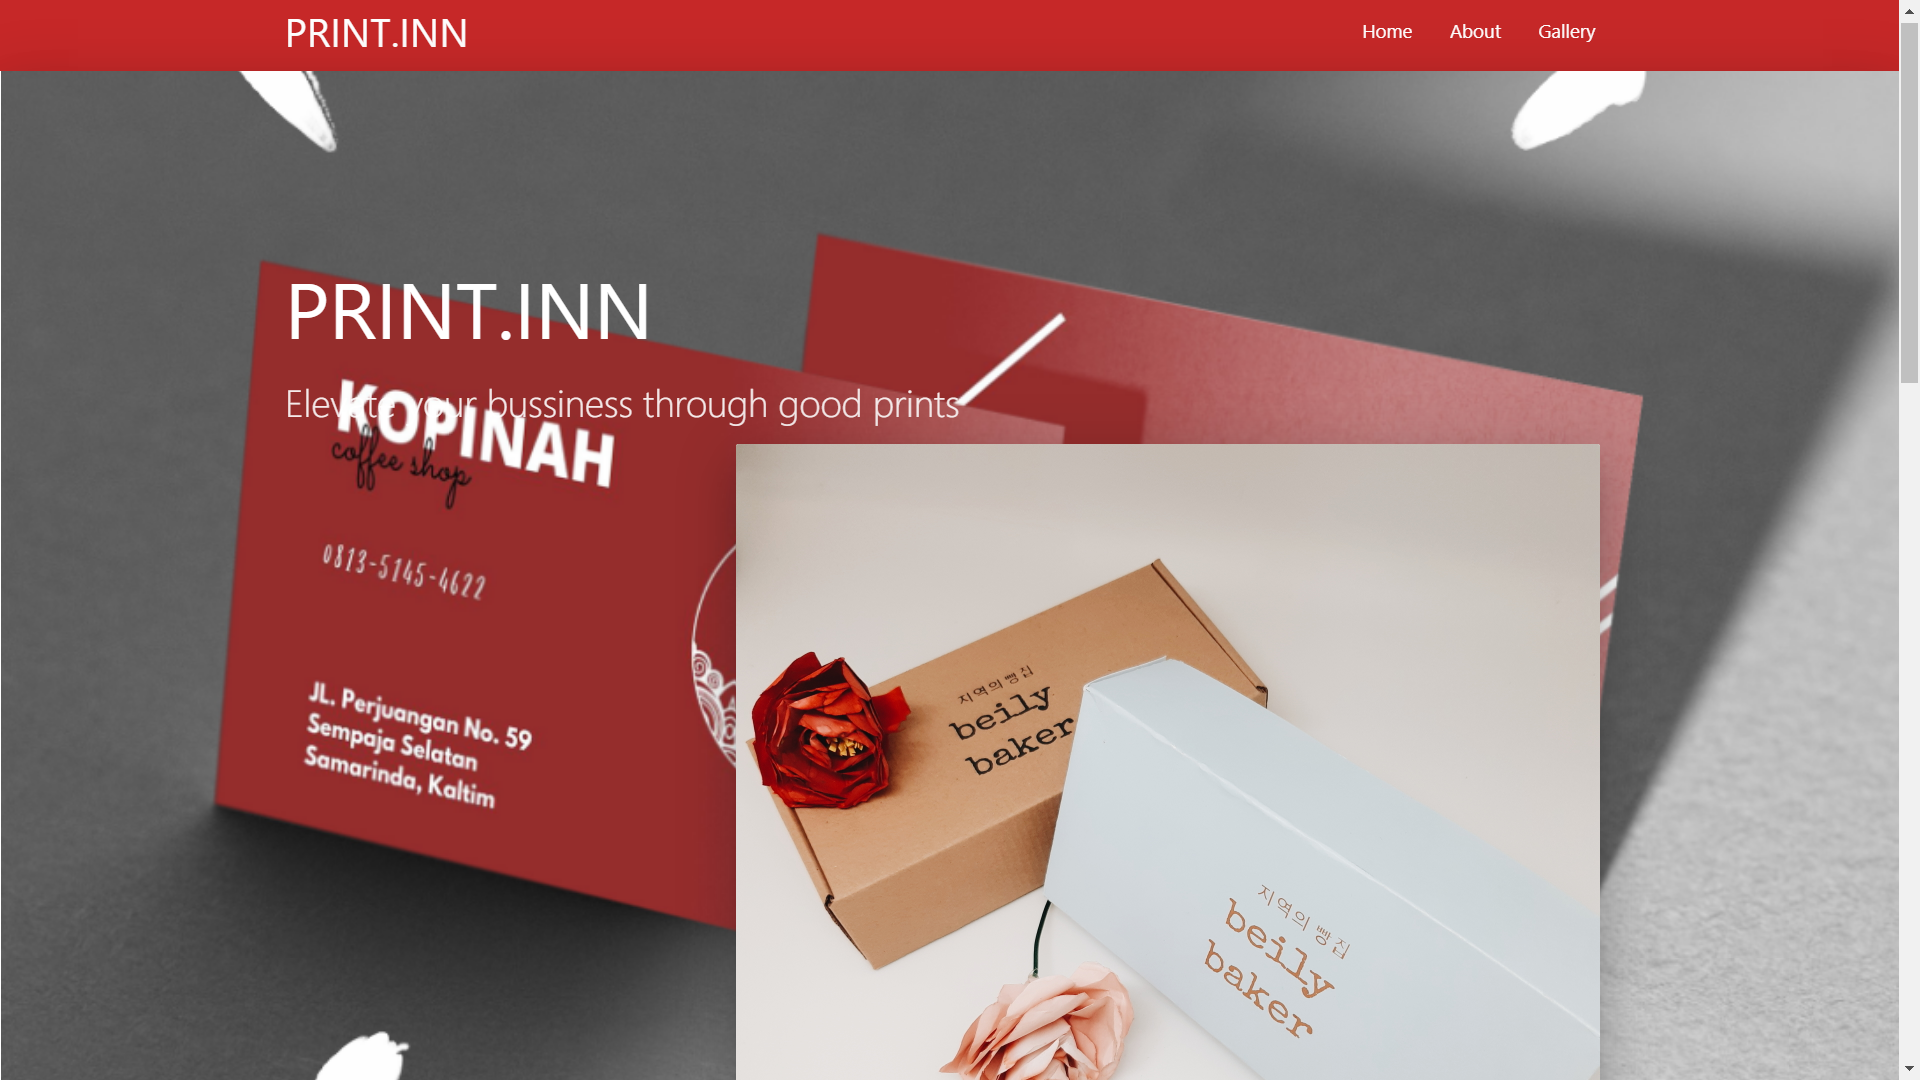 PRINT.INN
Home
About
Gallery
PRINT.INN
Elevate your bussiness through good prints
KOPINAH
coffee shop
0813-5145-4622
JL. Perjuangan No. 59
Sempaja Selatan
Samarinda, Kaltim
지역의 빵집
beily
baker
지역의 빵집
beily
baker